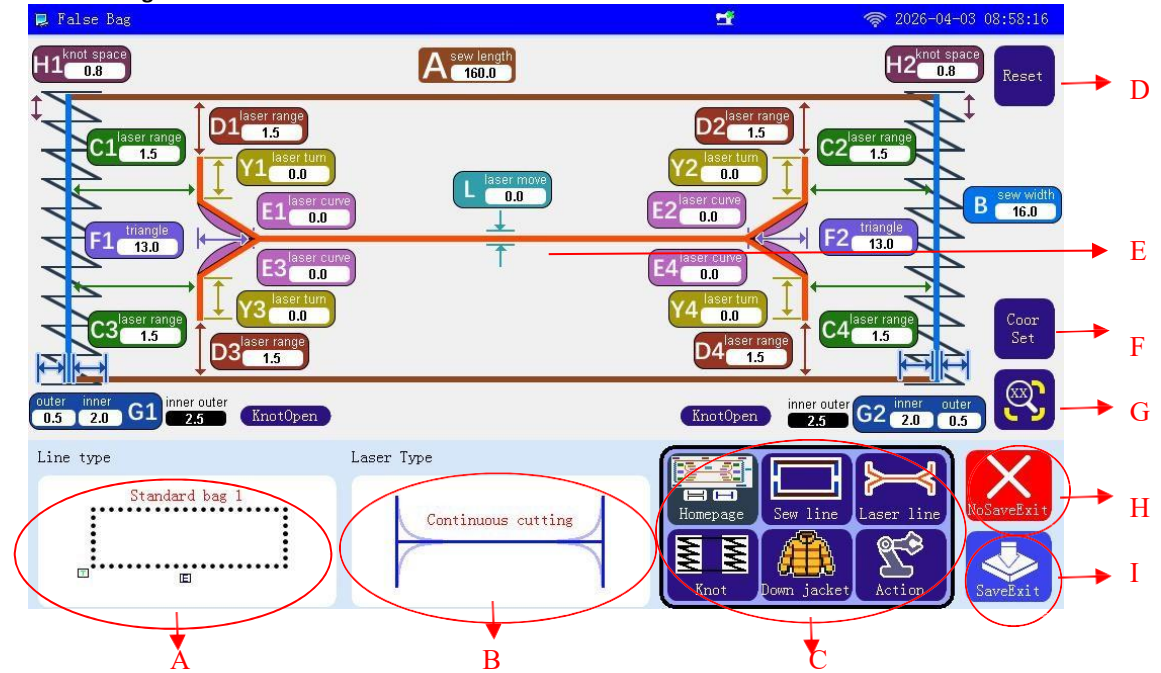 False Bag
2026-04-03 08:58:16
H1 knot space 0.8
A sew length 160.0
H2 knot space 0.8
Reset
D
D1 laser range 1.5
D2 laser range 1.5
C1 laser range 1.5
C2 laser range 1.5
Y1 laser turn 0.0
Y2 laser turn 0.0
L laser move 0.0
E1 laser curve 0.0
E2 laser curve 0.0
B sew width 16.0
F1 triangle 13.0
F2 triangle 13.0
E
E3 laser curve 0.0
E4 laser curve 0.0
Y3 laser turn 0.0
Y4 laser turn 0.0
C3 laser range 1.5
C4 laser range 1.5
Coor
Set
F
D3 laser range 1.5
D4 laser range 1.5
outer 0.5 inner 2.0 G1 inner outer 2.5
KnotOpen
KnotOpen
inner outer 2.5 G2 inner 2.0 outer 0.5
XX
G
Line type
Laser Type
Standard bag 1
Continuous cutting
Homepage
Sew line
Laser line
NoSaveExit
H
E
Knot
Down jacket
Action
SaveExit
I
A
B
C